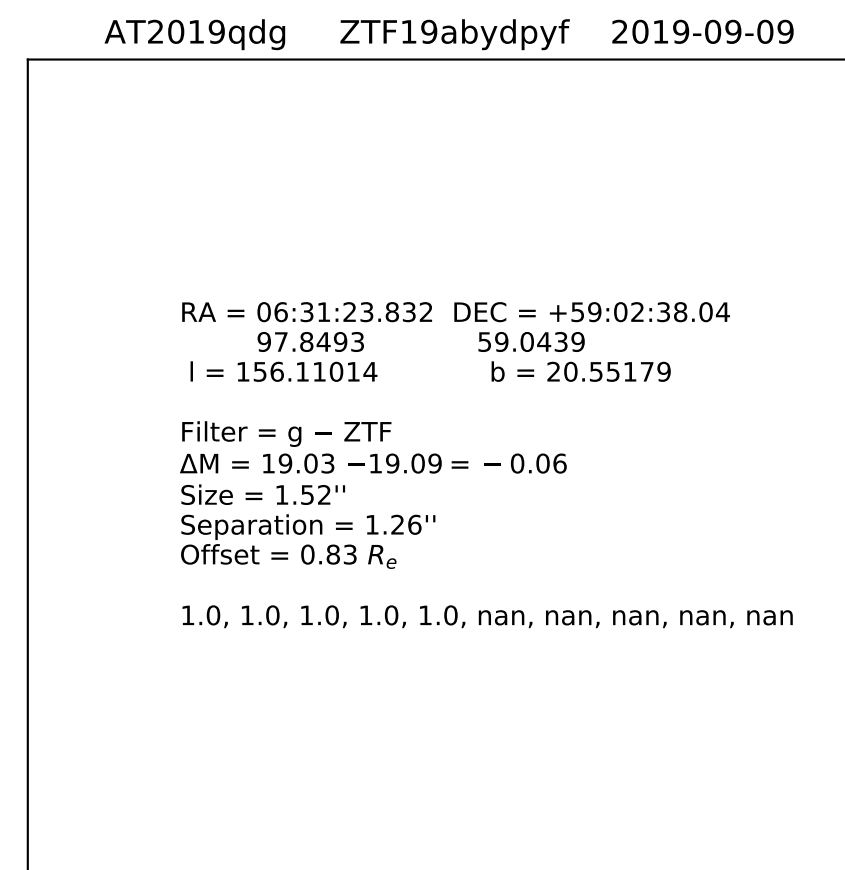 AT2019qdg ZTF19abydpyf 2019-09-09
RA = 06:31:23.832 DEC = +59:02:38.04
97.8493 59.0439
l = 156.11014 b = 20.55179
Filter = g − ZTF
ΔM = 19.03 −19.09 = − 0.06
Size = 1.52''
Separation = 1.26''
Offset = 0.83 Rₑ
1.0, 1.0, 1.0, 1.0, 1.0, nan, nan, nan, nan, nan